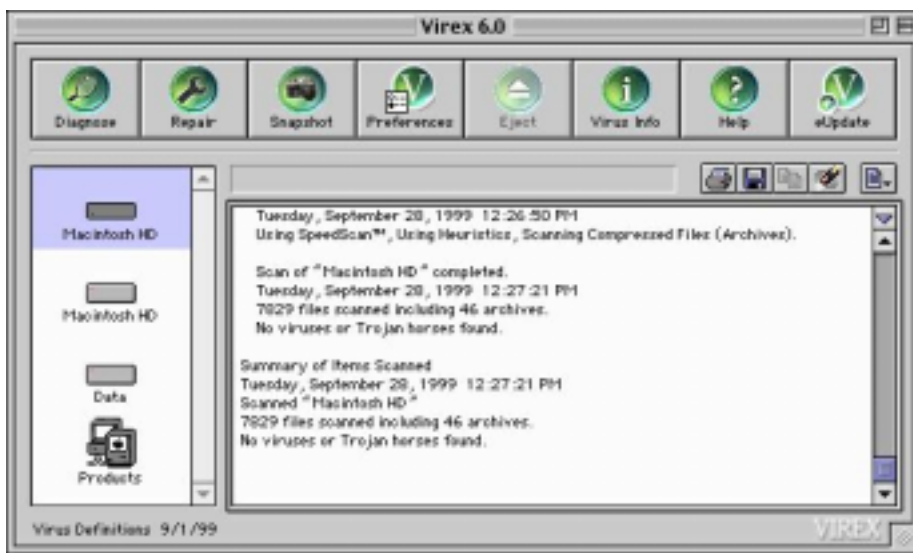 Virex 6.0
Diagnose Repair Snapshot Preferences Eject Virus Info Help eUpdate
Macintosh HD
Macintosh HD
Data
Products
Tuesday, September 28, 1999 12:26:50 PM
Using SpeedScan™, Using Heuristics, Scanning Compressed Files (Archives).
Scan of "Macintosh HD" completed.
Tuesday, September 28, 1999 12:27:21 PM
7829 files scanned including 46 archives.
No viruses or Trojan horses found.
Summary of Items Scanned
Tuesday, September 28, 1999 12:27:21 PM
Scanned "Macintosh HD"
7829 files scanned including 46 archives.
No viruses or Trojan horses found.
Virus Definitions 9/1/99
VIREX